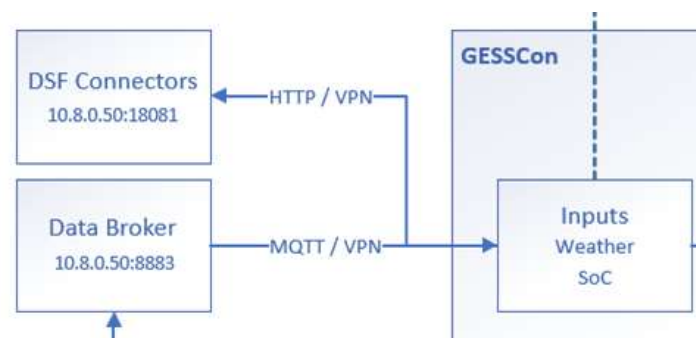 DSF Connectors
10.8.0.50:18081
HTTP / VPN
GESSCon
Data Broker
10.8.0.50:8883
MQTT / VPN
Inputs
Weather
SoC